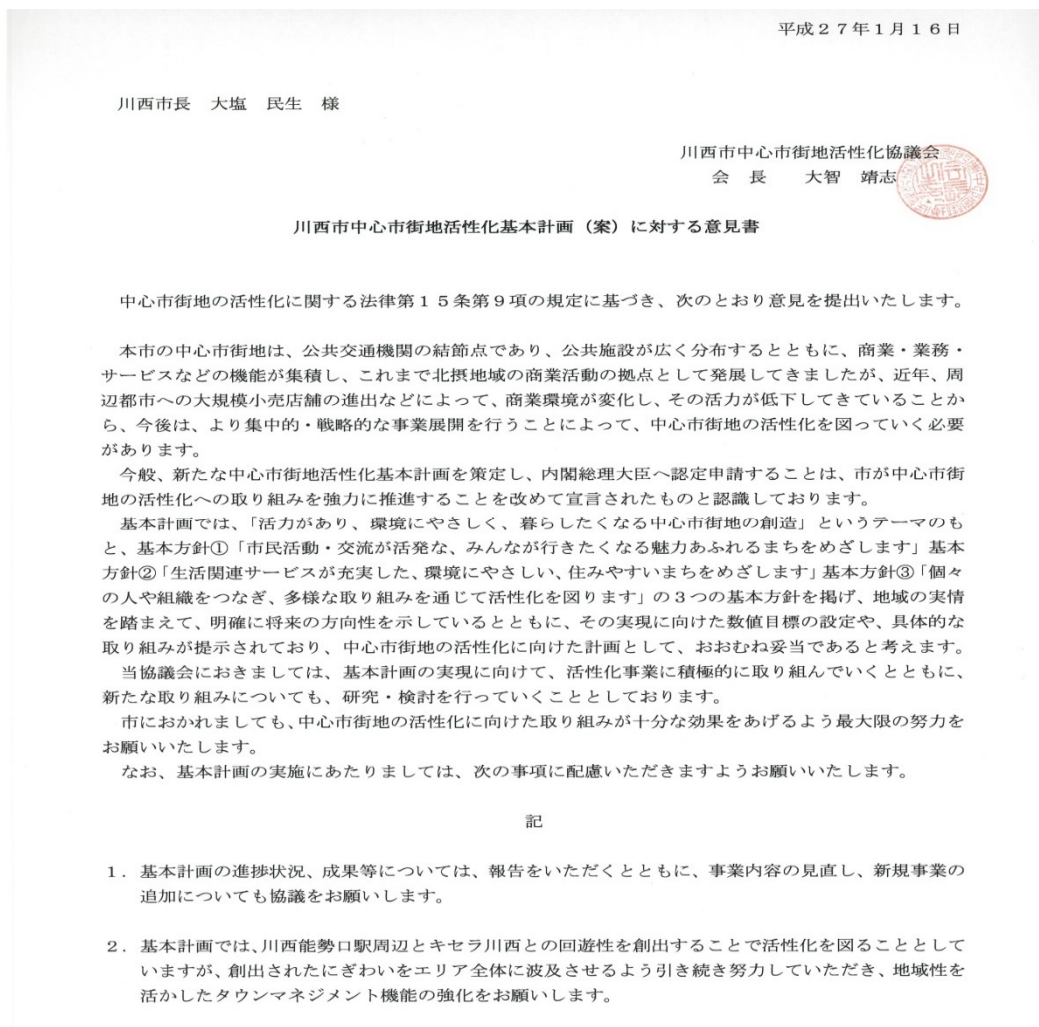 平成２７年１月１６日
川西市長　大塩　民生　様
川西市中心市街地活性化協議会
会　長　　大智　靖志
川西市中心市街地活性化基本計画（案）に対する意見書
中心市街地の活性化に関する法律第１５条第９項の規定に基づき、次のとおり意見を提出いたします。
本市の中心市街地は、公共交通機関の結節点であり、公共施設が広く分布するとともに、商業・業務・
サービスなどの機能が集積し、これまで北摂地域の商業活動の拠点として発展してきましたが、近年、周
辺都市への大規模小売店舗の進出などによって、商業環境が変化し、その活力が低下してきていることか
ら、今後は、より集中的・戦略的な事業展開を行うことによって、中心市街地の活性化を図っていく必要
があります。
今般、新たな中心市街地活性化基本計画を策定し、内閣総理大臣へ認定申請することは、市が中心市街
地の活性化への取り組みを強力に推進することを改めて宣言されたものと認識しております。
基本計画では、「活力があり、環境にやさしく、暮らしたくなる中心市街地の創造」というテーマのも
と、基本方針①「市民活動・交流が活発な、みんなが行きたくなる魅力あふれるまちをめざします」基本
方針②「生活関連サービスが充実した、環境にやさしい、住みやすいまちをめざします」基本方針③「個々
の人や組織をつなぎ、多様な取り組みを通じて活性化を図ります」の３つの基本方針を掲げ、地域の実情
を踏まえて、明確に将来の方向性を示しているとともに、その実現に向けた数値目標の設定や、具体的な
取り組みが提示されており、中心市街地の活性化に向けた計画として、おおむね妥当であると考えます。
当協議会におきましては、基本計画の実現に向けて、活性化事業に積極的に取り組んでいくとともに、
新たな取り組みについても、研究・検討を行っていくこととしております。
市におかれましても、中心市街地の活性化に向けた取り組みが十分な効果をあげるよう最大限の努力を
お願いいたします。
なお、基本計画の実施にあたりましては、次の事項に配慮いただきますようお願いいたします。
記
１．基本計画の進捗状況、成果等については、報告をいただくとともに、事業内容の見直し、新規事業の
追加についても協議をお願いします。
２．基本計画では、川西能勢口駅周辺とキセラ川西との回遊性を創出することで活性化を図ることとして
いますが、創出されたにぎわいをエリア全体に波及させるよう引き続き努力していただき、地域性を
活かしたタウンマネジメント機能の強化をお願いします。